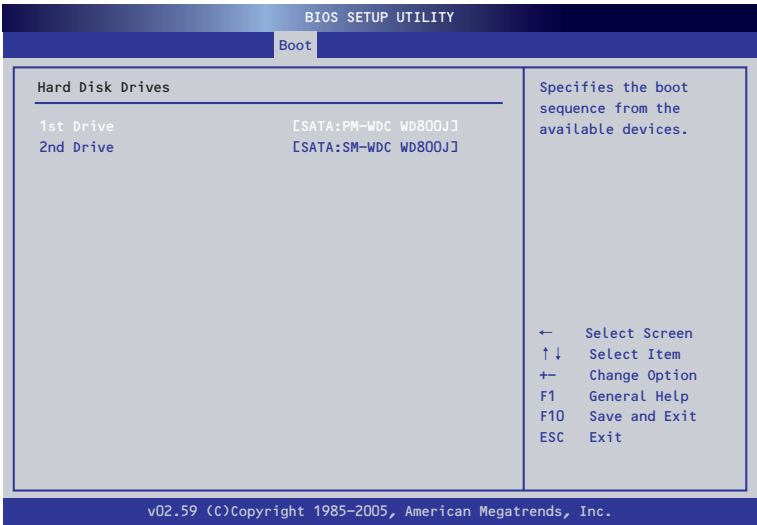 BIOS SETUP UTILITY
Boot
Hard Disk Drives
1st Drive [SATA:PM-WDC WD800J]
2nd Drive [SATA:SM-WDC WD800J]
Specifies the boot
sequence from the
available devices.
← Select Screen
↑↓ Select Item
+- Change Option
F1 General Help
F10 Save and Exit
ESC Exit
v02.59 (C)Copyright 1985-2005, American Megatrends, Inc.